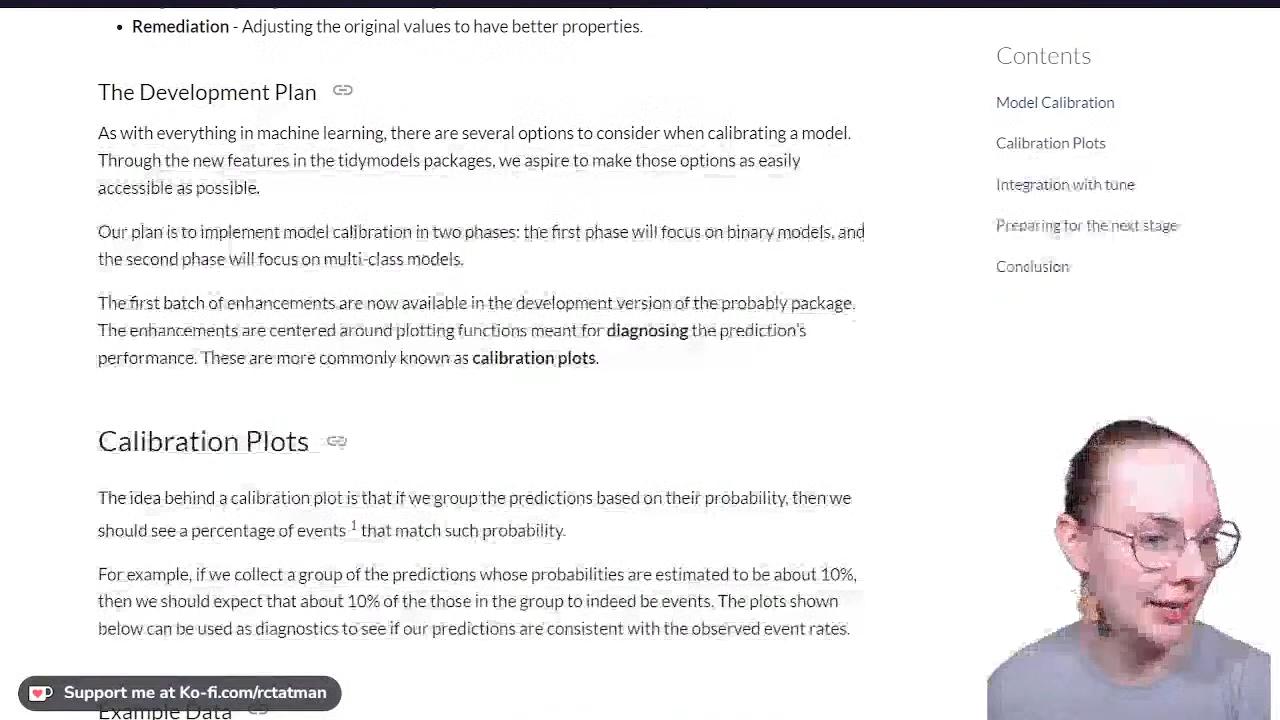 • Remediation - Adjusting the original values to have better properties.
The Development Plan
As with everything in machine learning, there are several options to consider when calibrating a model.
Through the new features in the tidymodels packages, we aspire to make those options as easily
accessible as possible.
Our plan is to implement model calibration in two phases: the first phase will focus on binary models, and
the second phase will focus on multi-class models.
The first batch of enhancements are now available in the development version of the probably package.
The enhancements are centered around plotting functions meant for diagnosing the prediction's
performance. These are more commonly known as calibration plots.
Calibration Plots
The idea behind a calibration plot is that if we group the predictions based on their probability, then we
should see a percentage of events 1 that match such probability.
For example, if we collect a group of the predictions whose probabilities are estimated to be about 10%,
then we should expect that about 10% of the those in the group to indeed be events. The plots shown
below can be used as diagnostics to see if our predictions are consistent with the observed event rates.
Example Data
Contents
Model Calibration
Calibration Plots
Integration with tune
Preparing for the next stage
Conclusion
Support me at Ko-fi.com/rctatman